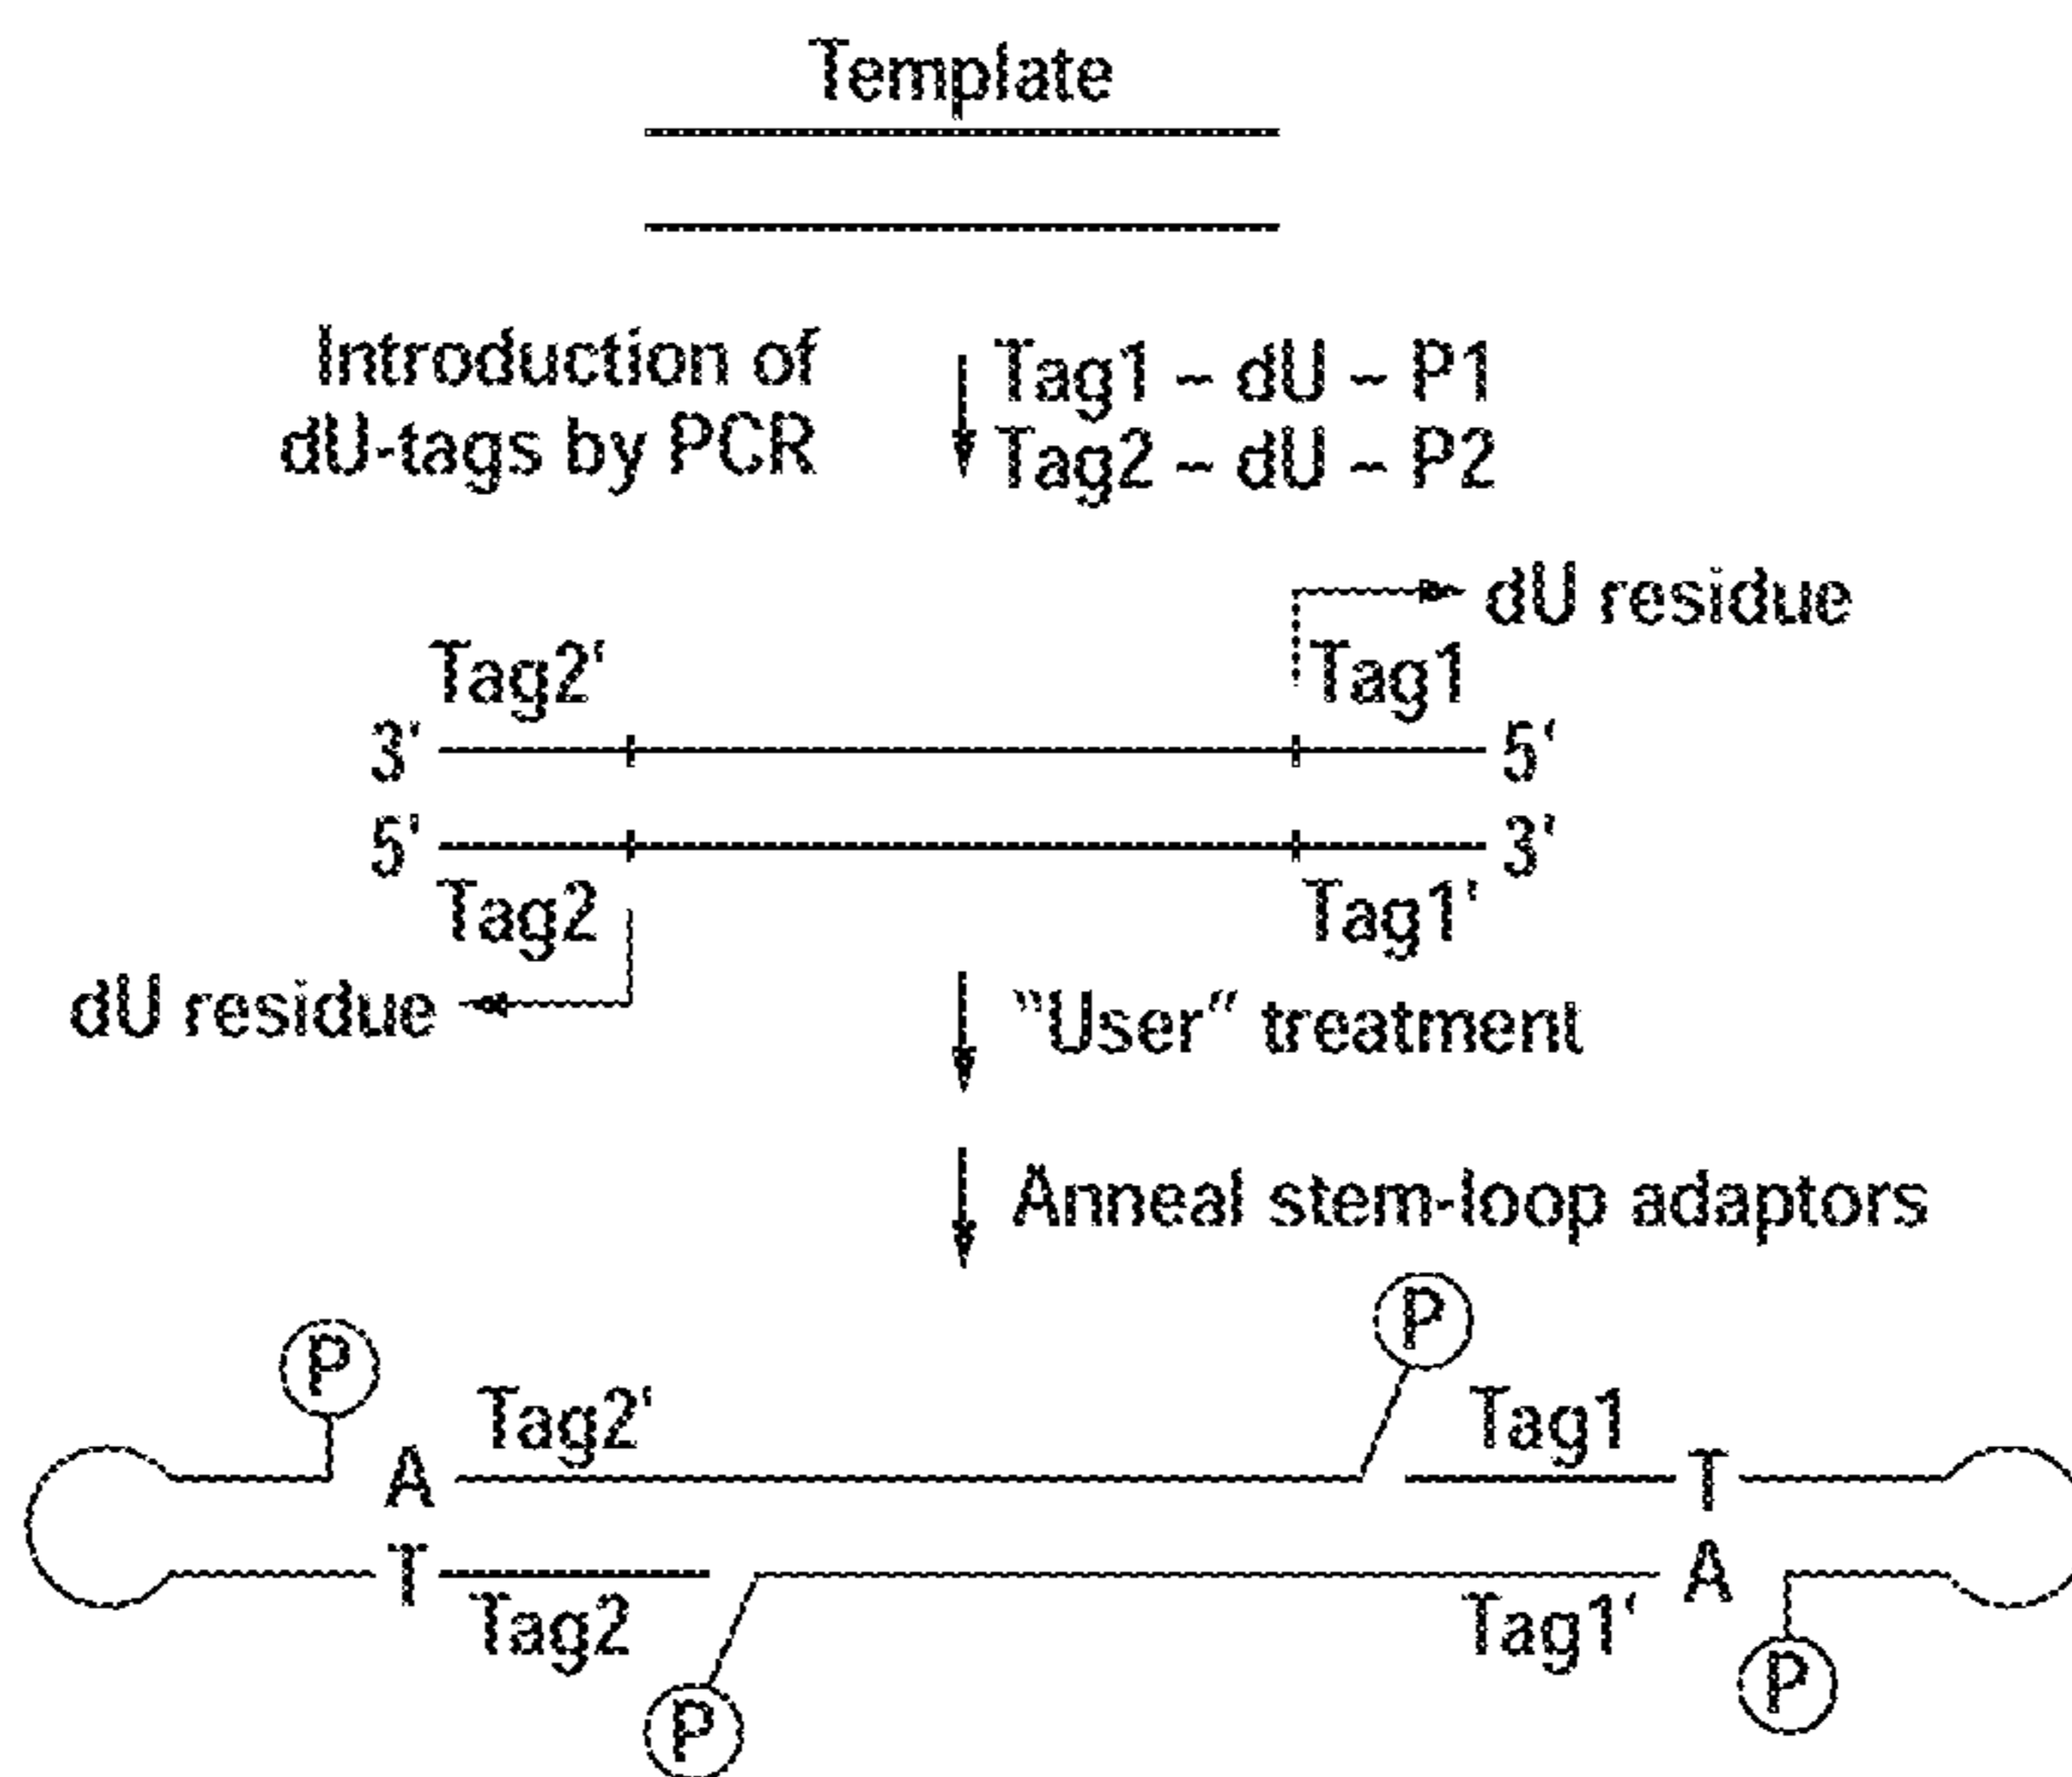 Template
Introduction of
dU-tags by PCR
Tag1 - dU - P1
Tag2 - dU - P2
dU residue
Tag2' Tag1
3' 5'
5' 3'
Tag2 Tag1'
dU residue
"User" treatment
Anneal stem-loop adaptors
P P
Tag2' Tag1
A T
T A
Tag2 Tag1'
P P